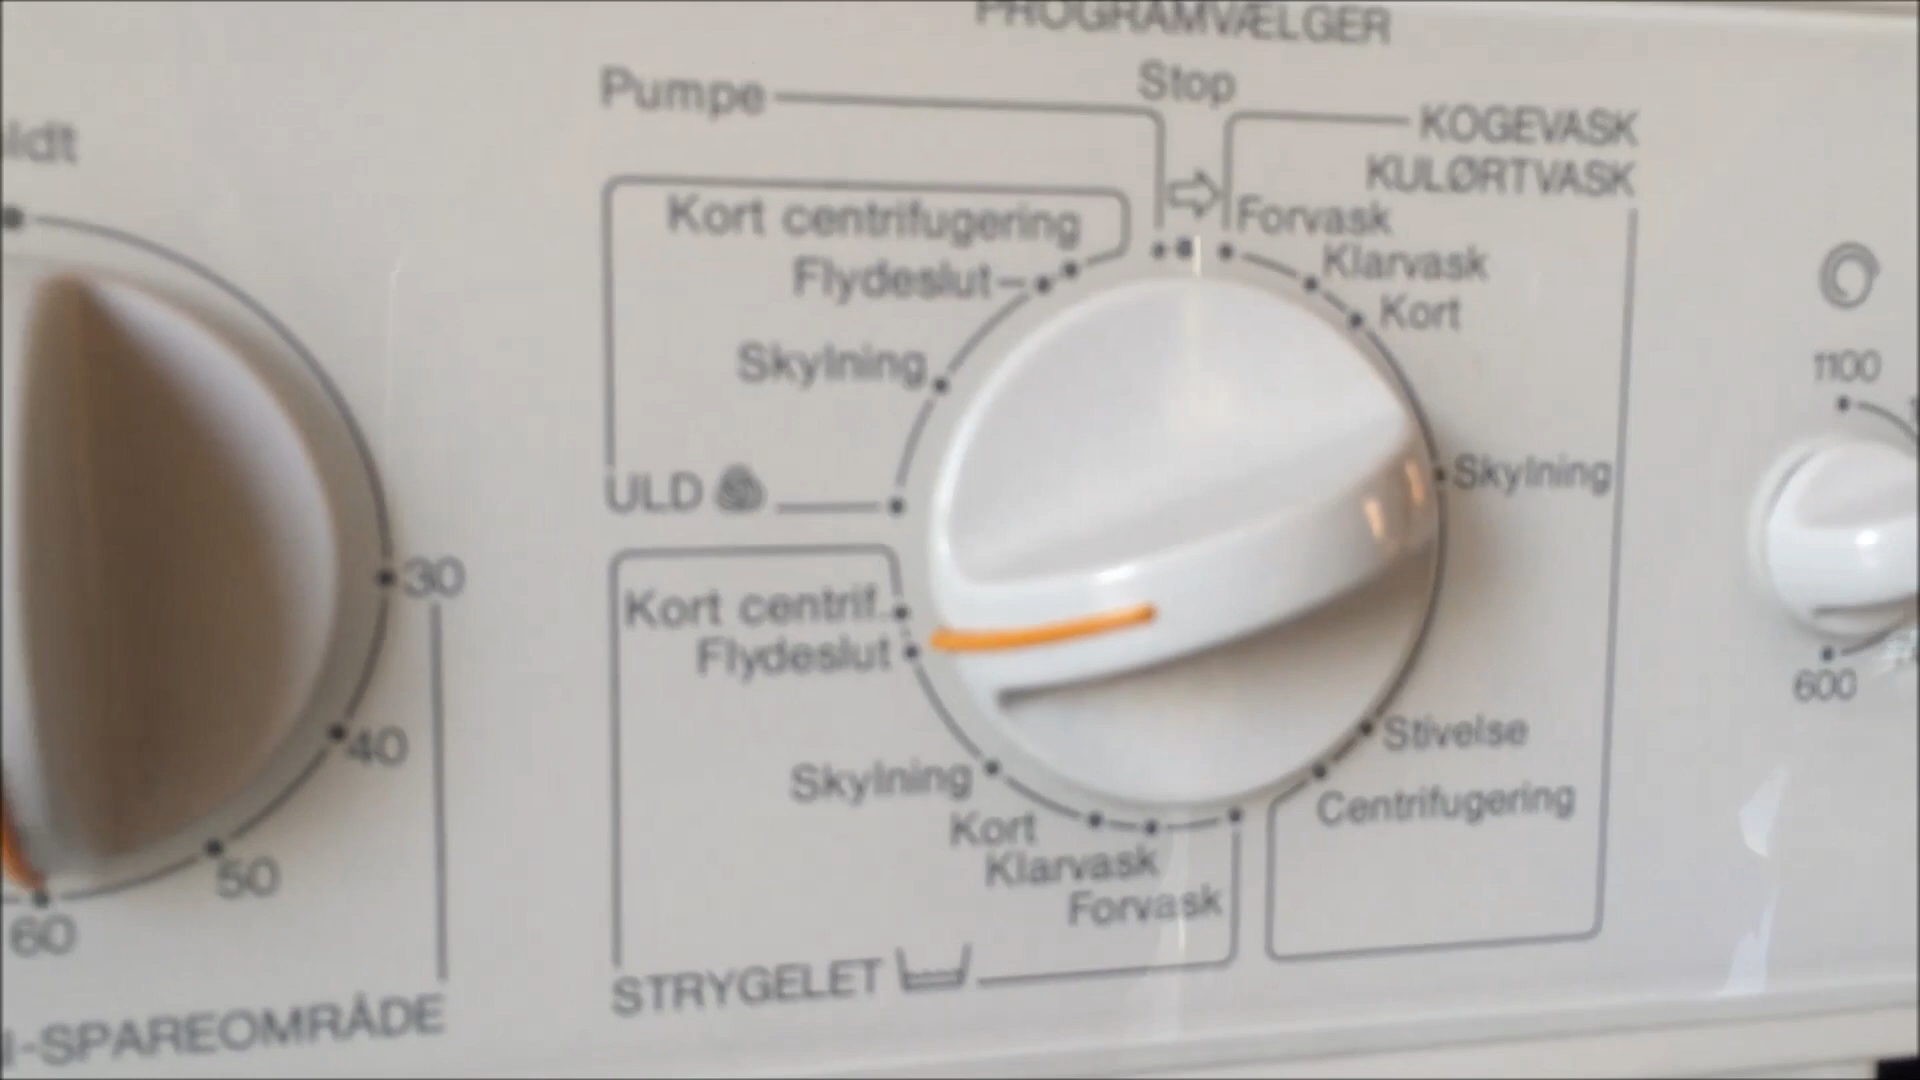 PROGRAMVÆLGER
Stop
Pumpe
KOGEVASK
KULØRTVASK
Kort centrifugering
Forvask
Flydeslut
Klarvask
Kort
Skylning
ULD
Skylning
Kort centrif.
Flydeslut
Stivelse
Skylning
Centrifugering
Kort
Klarvask
Forvask
STRYGELET
ldt
30
40
50
60
-SPAREOMRÅDE
1100
600